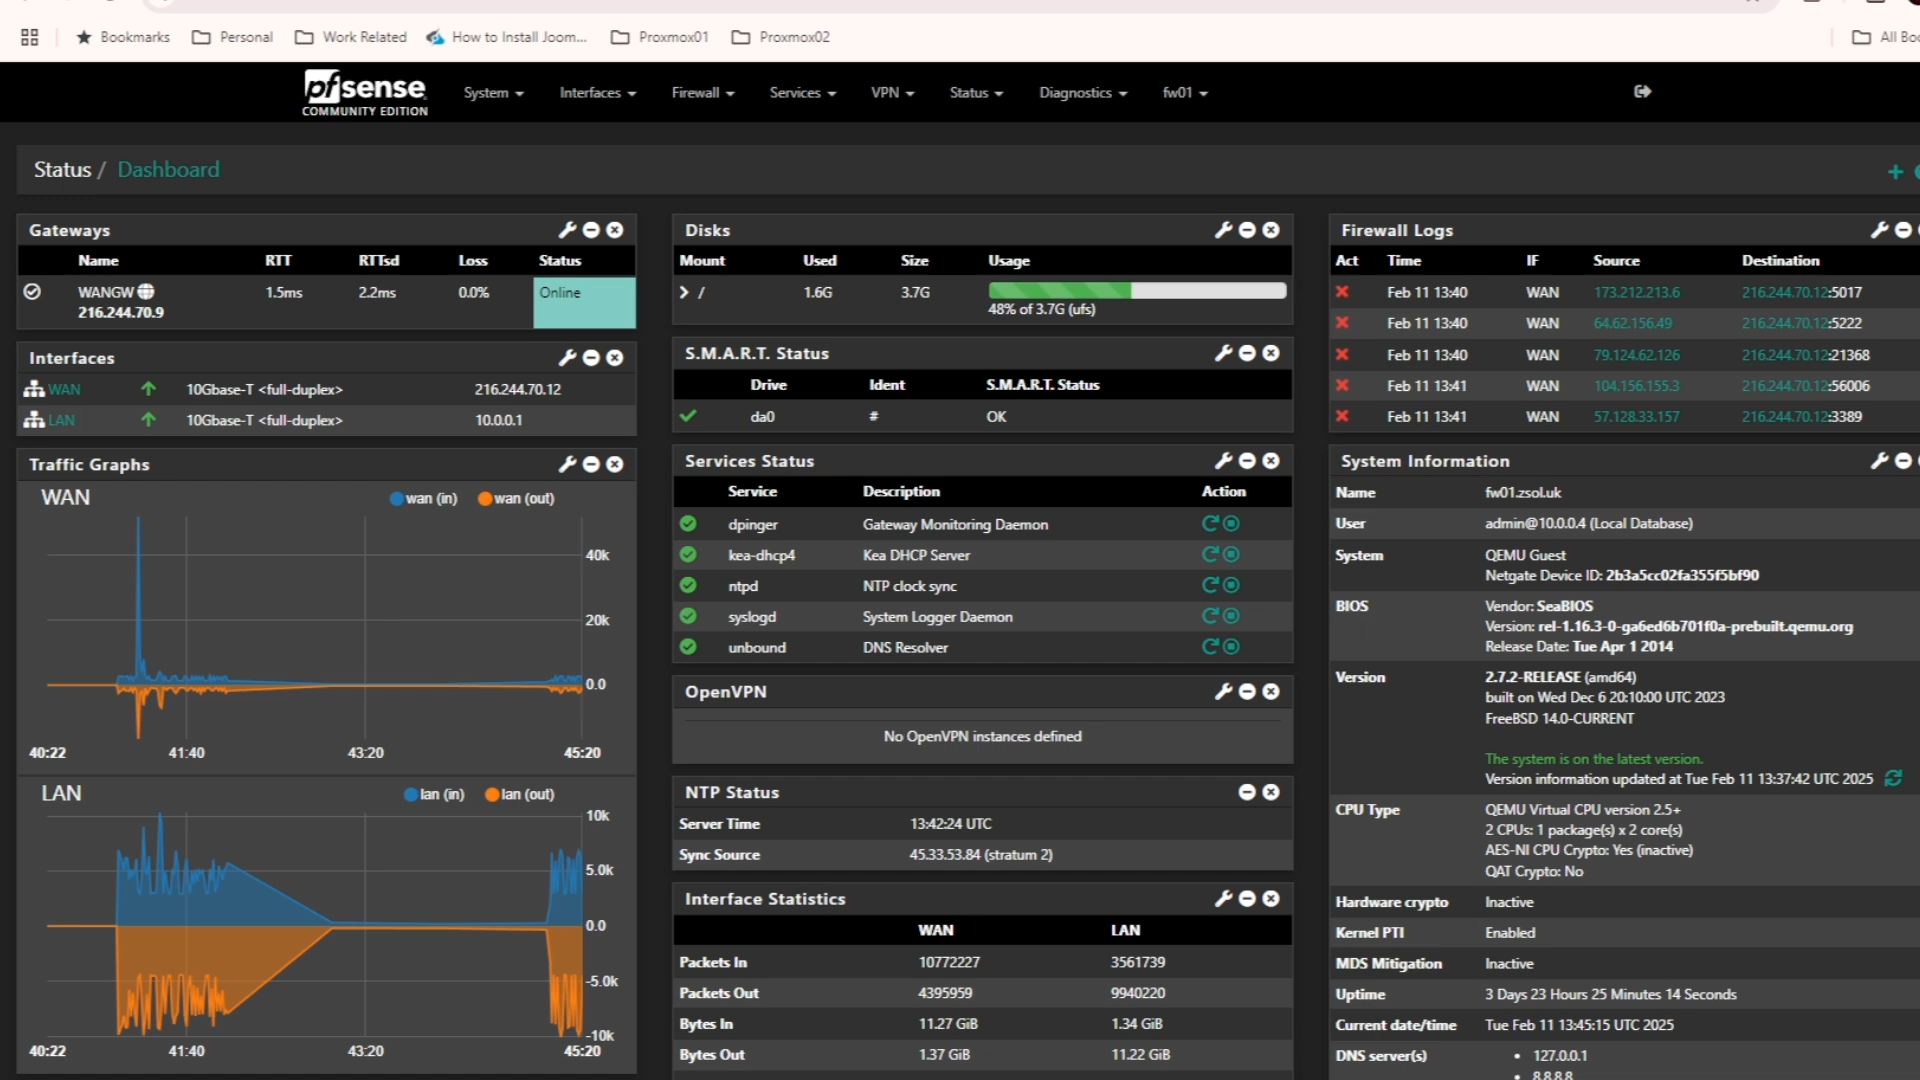 Bookmarks Personal Work Related How to Install Joom... Proxmox01 Proxmox02 All Boo
pfsense System Interfaces Firewall Services VPN Status Diagnostics fw01
COMMUNITY EDITION
Status / Dashboard
Gateways
Name RTT RTTsd Loss Status
WANGW 1.5ms 2.2ms 0.0% Online
216.244.70.9
Interfaces
WAN 10Gbase-T <full-duplex> 216.244.70.12
LAN 10Gbase-T <full-duplex> 10.0.0.1
Traffic Graphs
WAN wan (in) wan (out)
40k
20k
0.0
40:22 41:40 43:20 45:20
LAN lan (in) lan (out)
10k
5.0k
0.0
-5.0k
-10k
40:22 41:40 43:20 45:20
Disks
Mount Used Size Usage
/ 1.6G 3.7G
48% of 3.7G (ufs)
S.M.A.R.T. Status
Drive Ident S.M.A.R.T. Status
da0 # OK
Services Status
Service Description Action
dpinger Gateway Monitoring Daemon
kea-dhcp4 Kea DHCP Server
ntpd NTP clock sync
syslogd System Logger Daemon
unbound DNS Resolver
OpenVPN
No OpenVPN instances defined
NTP Status
Server Time 13:42:24 UTC
Sync Source 45.33.53.84 (stratum 2)
Interface Statistics
WAN LAN
Packets In 10772227 3561739
Packets Out 4395959 9940220
Bytes In 11.27 GiB 1.34 GiB
Bytes Out 1.37 GiB 11.22 GiB
Firewall Logs
Act Time IF Source Destination
Feb 11 13:40 WAN 173.212.213.6 216.244.70.12:5017
Feb 11 13:40 WAN 64.62.156.49 216.244.70.12:5222
Feb 11 13:40 WAN 79.124.62.126 216.244.70.12:21368
Feb 11 13:41 WAN 104.156.155.3 216.244.70.12:56006
Feb 11 13:41 WAN 57.128.33.157 216.244.70.12:3389
System Information
Name fw01.zsol.uk
User admin@10.0.0.4 (Local Database)
System QEMU Guest
Netgate Device ID: 2b3a5cc02fa355f5bf90
BIOS Vendor: SeaBIOS
Version: rel-1.16.3-0-ga6ed6b701f0a-prebuilt.qemu.org
Release Date: Tue Apr 1 2014
Version 2.7.2-RELEASE (amd64)
built on Wed Dec 6 20:10:00 UTC 2023
FreeBSD 14.0-CURRENT
The system is on the latest version.
Version information updated at Tue Feb 11 13:37:42 UTC 2025
CPU Type QEMU Virtual CPU version 2.5+
2 CPUs: 1 package(s) x 2 core(s)
AES-NI CPU Crypto: Yes (inactive)
QAT Crypto: No
Hardware crypto Inactive
Kernel PTI Enabled
MDS Mitigation Inactive
Uptime 3 Days 23 Hours 25 Minutes 14 Seconds
Current date/time Tue Feb 11 13:45:15 UTC 2025
DNS server(s) 127.0.0.1
8.8.8.8